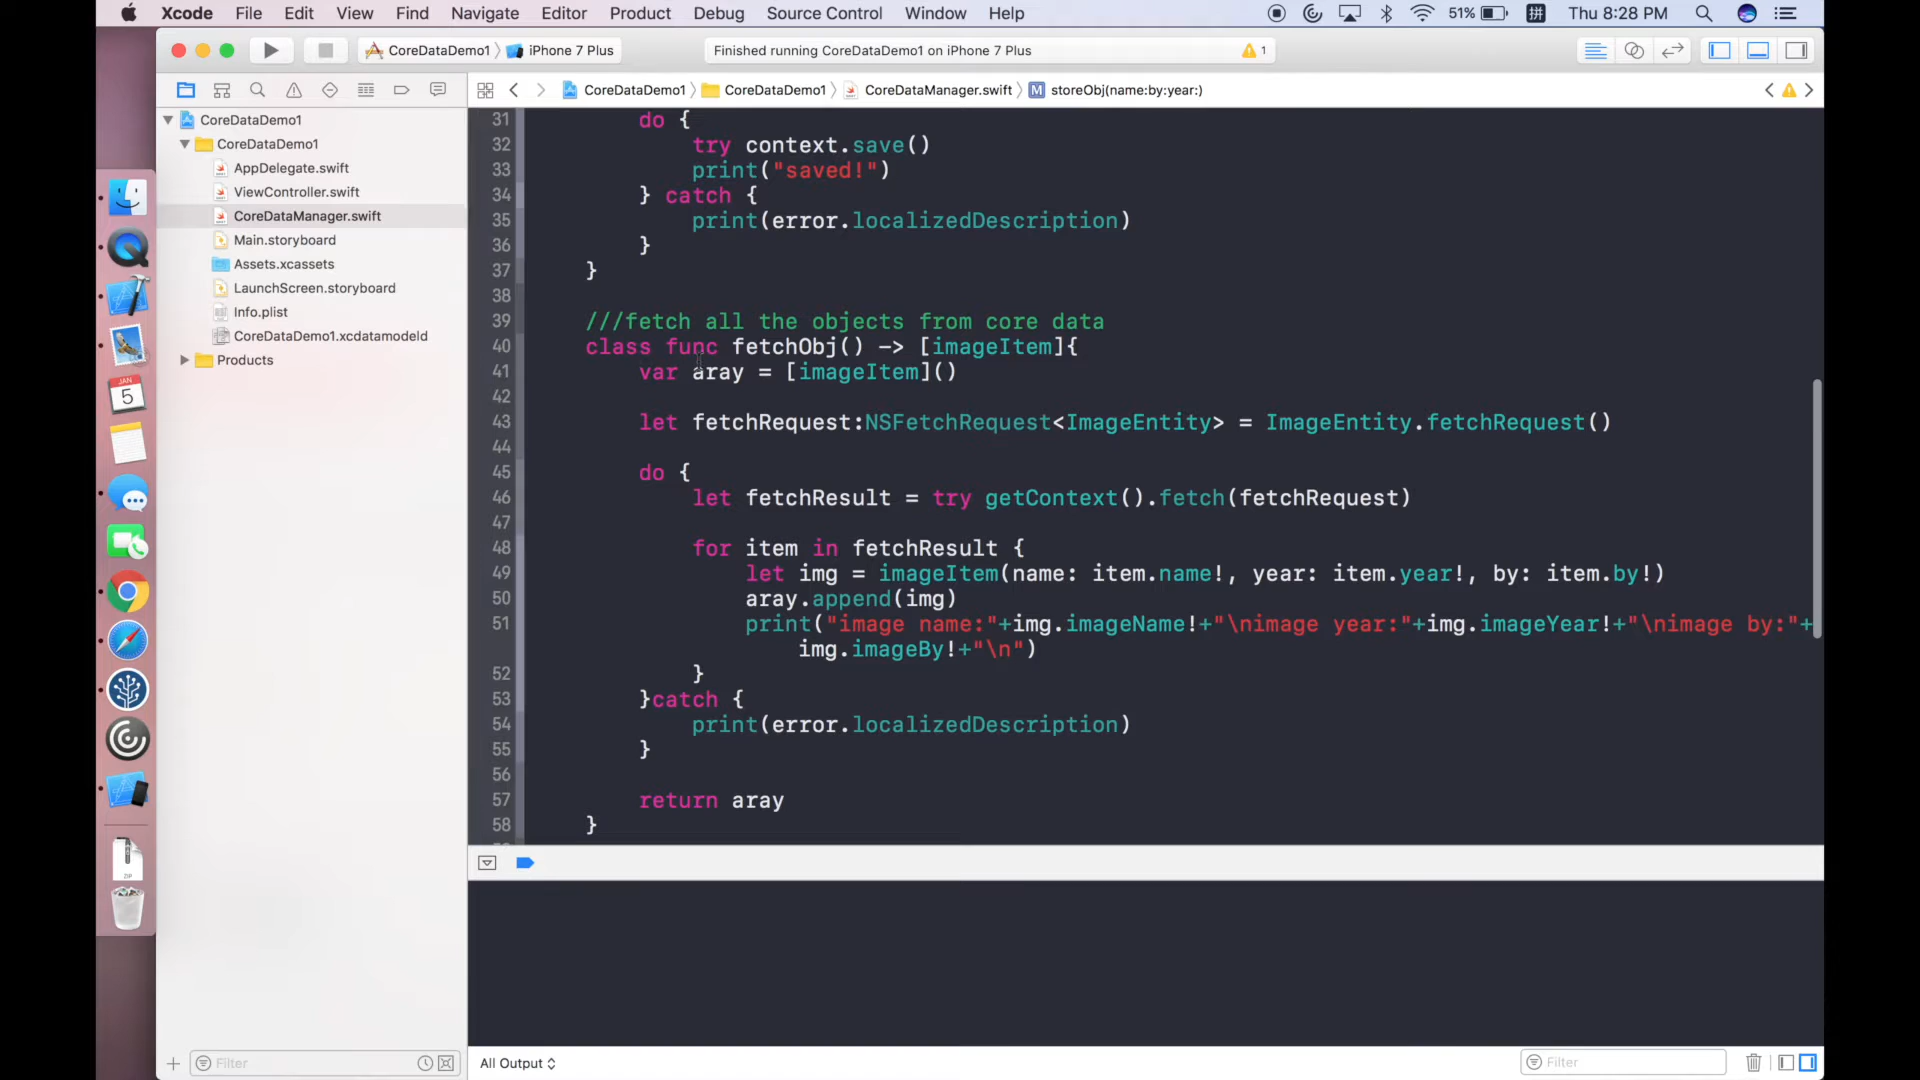 Xcode File Edit View Find Navigate Editor Product Debug Source Control Window Help 51% 拼 Thu 8:28 PM
CoreDataDemo1 iPhone 7 Plus Finished running CoreDataDemo1 on iPhone 7 Plus 1
CoreDataDemo1 CoreDataDemo1 CoreDataManager.swift M storeObj(name:by:year:)
CoreDataDemo1
CoreDataDemo1
AppDelegate.swift
ViewController.swift
CoreDataManager.swift
Main.storyboard
Assets.xcassets
LaunchScreen.storyboard
Info.plist
CoreDataDemo1.xcdatamodeld
Products
JAN
5
ZIP
31 do {
32 try context.save()
33 print("saved!")
34 } catch {
35 print(error.localizedDescription)
36 }
37 }
38
39 ///fetch all the objects from core data
40 class func fetchObj() -> [imageItem]{
41 var aray = [imageItem]()
42
43 let fetchRequest:NSFetchRequest<ImageEntity> = ImageEntity.fetchRequest()
44
45 do {
46 let fetchResult = try getContext().fetch(fetchRequest)
47
48 for item in fetchResult {
49 let img = imageItem(name: item.name!, year: item.year!, by: item.by!)
50 aray.append(img)
51 print("image name:"+img.imageName!+"\nimage year:"+img.imageYear!+"\nimage by:"+
img.imageBy!+"\n")
52 }
53 }catch {
54 print(error.localizedDescription)
55 }
56
57 return aray
58 }
Filter
All Output
Filter